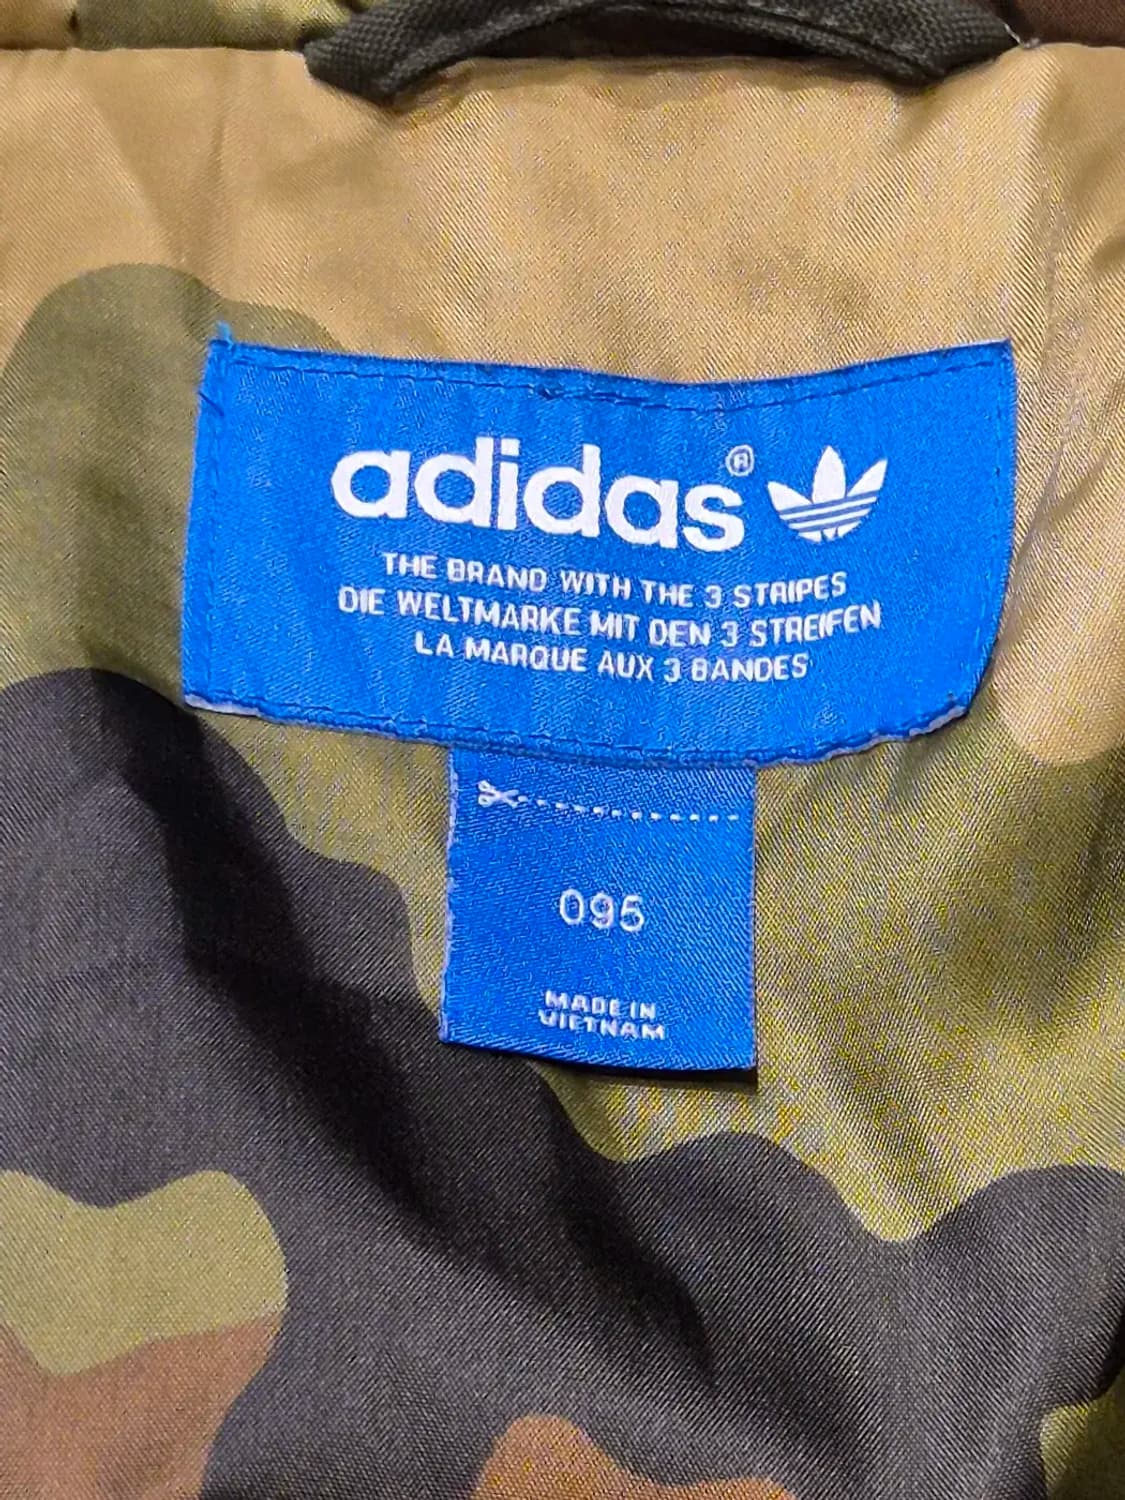 adidas®
THE BRAND WITH THE 3 STRIPES
DIE WELTMARKE MIT DEN 3 STREIFEN
LA MARQUE AUX 3 BANDES
095
MADE IN
VIETNAM